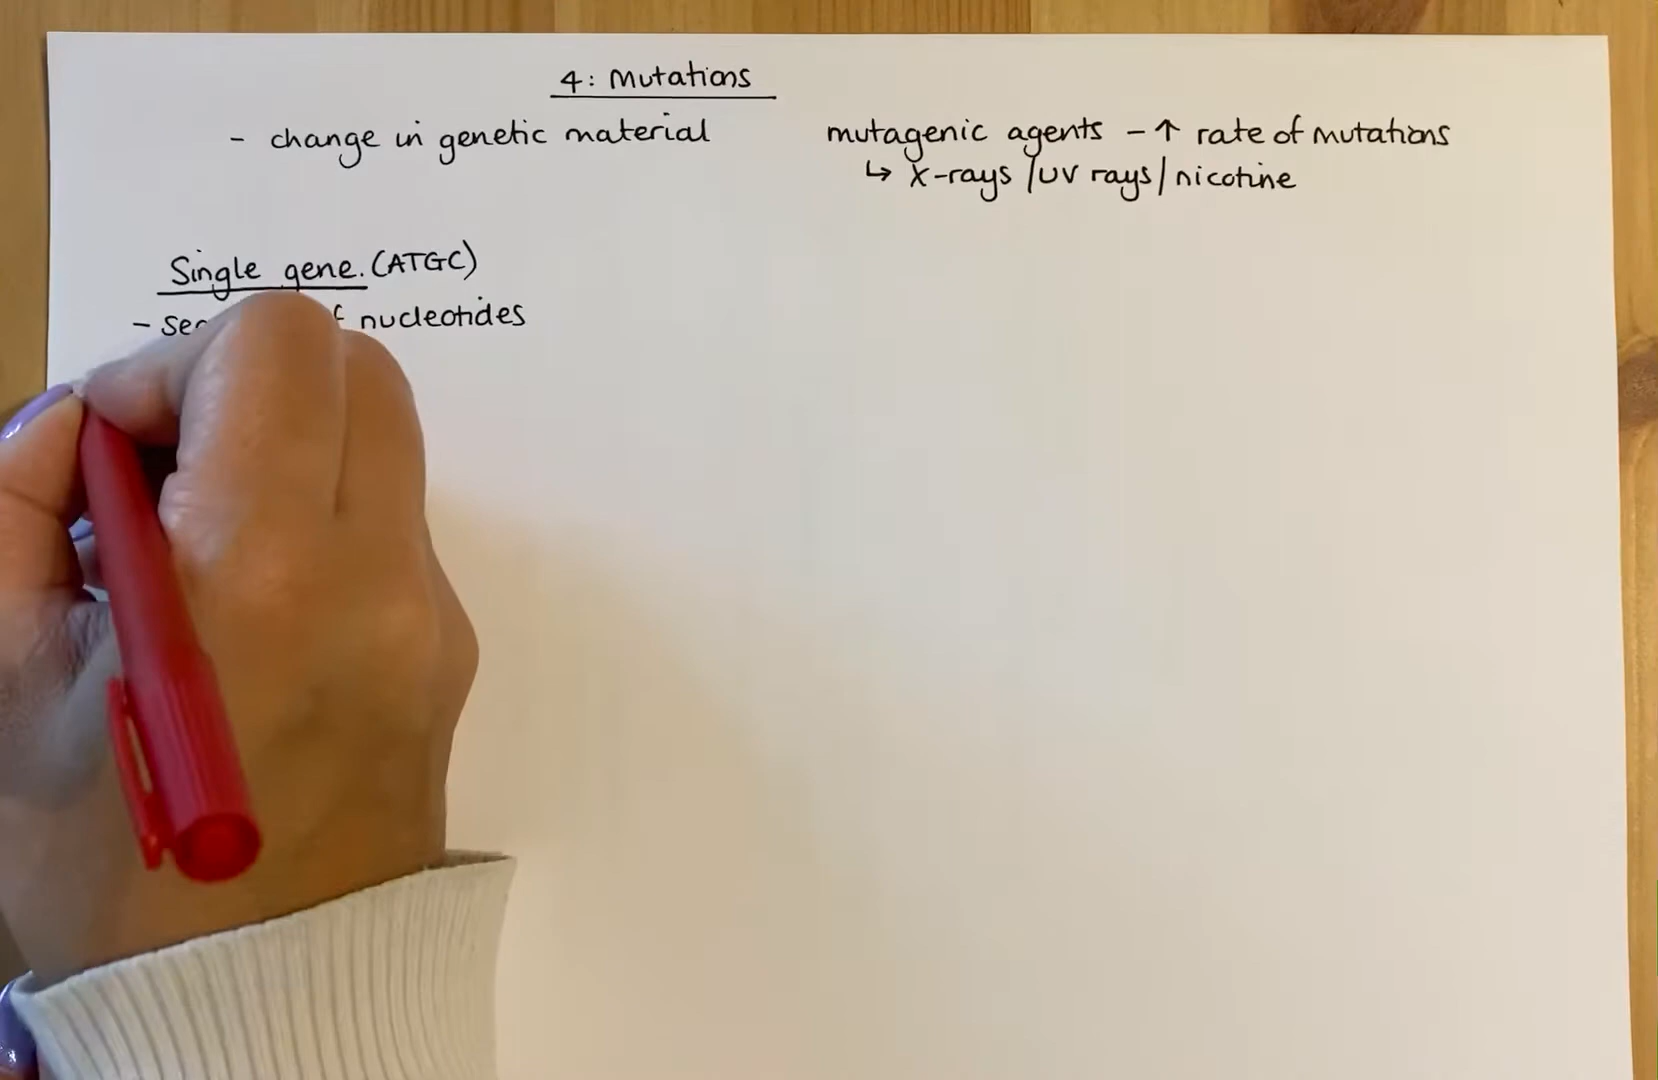 4: Mutations
- change in genetic material
mutagenic agents - ↑ rate of mutations
↳ X-rays / UV rays / nicotine
Single gene. (ATGC)
- nucleotides